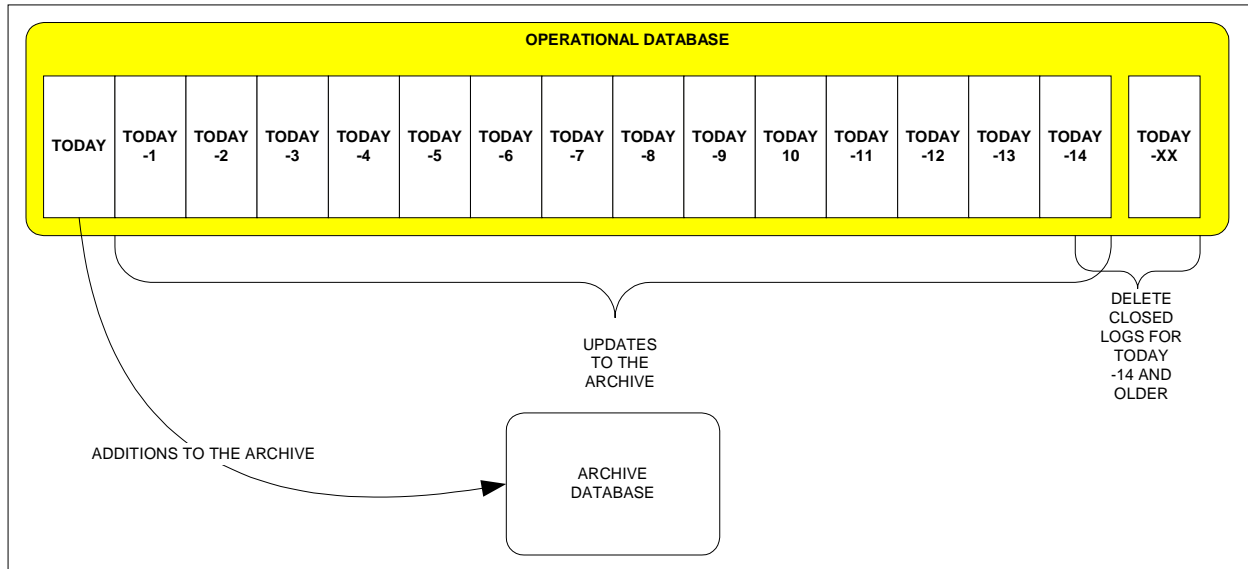 OPERATIONAL DATABASE
TODAY
TODAY
-1
TODAY
-2
TODAY
-3
TODAY
-4
TODAY
-5
TODAY
-6
TODAY
-7
TODAY
-8
TODAY
-9
TODAY
10
TODAY
-11
TODAY
-12
TODAY
-13
TODAY
-14
TODAY
-XX
UPDATES
TO THE
ARCHIVE
DELETE
CLOSED
LOGS FOR
TODAY
-14 AND
OLDER
ADDITIONS TO THE ARCHIVE
ARCHIVE
DATABASE